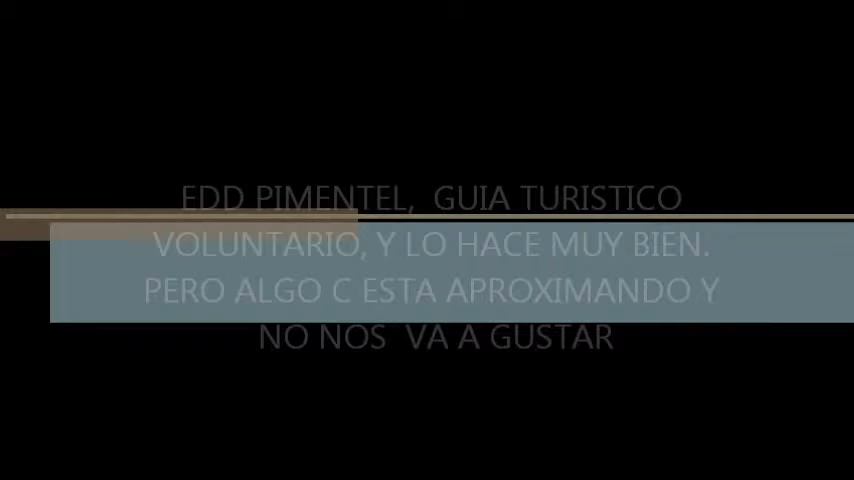 EDD PIMENTEL,  GUIA TURISTICO
VOLUNTARIO, Y LO HACE MUY BIEN.
PERO ALGO C ESTA APROXIMANDO Y
NO NOS  VA A GUSTAR